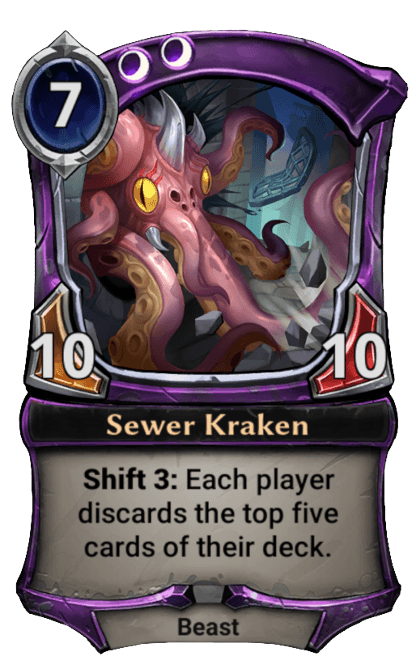 7
10
10
Sewer Kraken
Shift 3: Each player
discards the top five
cards of their deck.
Beast